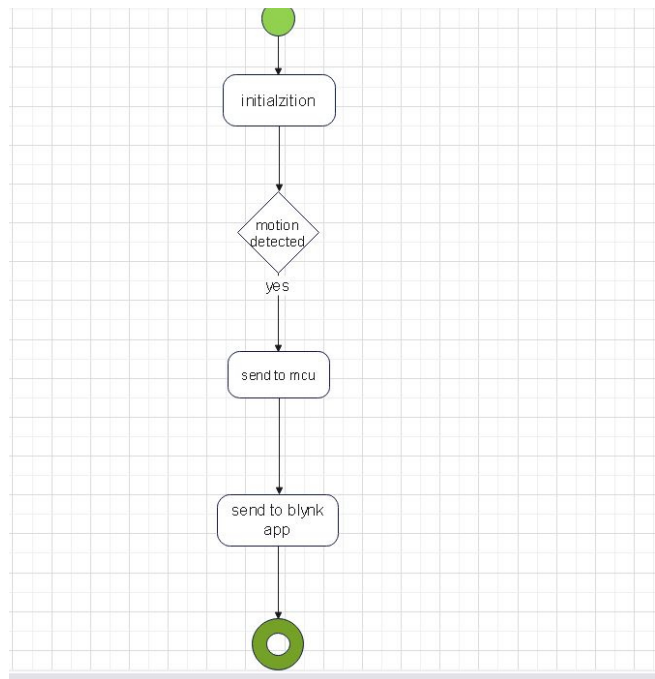 initialzition
motion
detected
yes
send to mcu
send to blynk
app